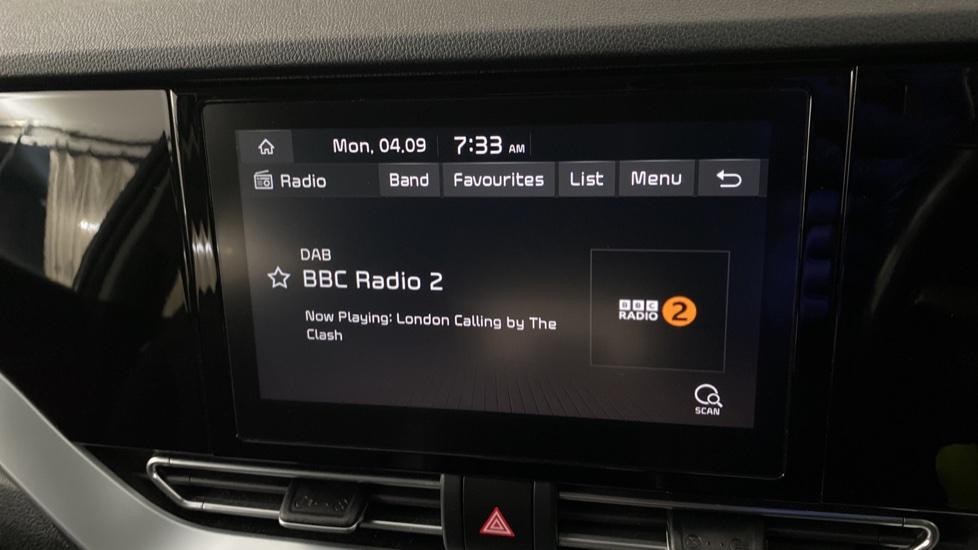 Mon, 04.09 7:33 AM
Radio Band Favourites List Menu
DAB
BBC Radio 2
Now Playing: London Calling by The
Clash
BBC
RADIO 2
SCAN